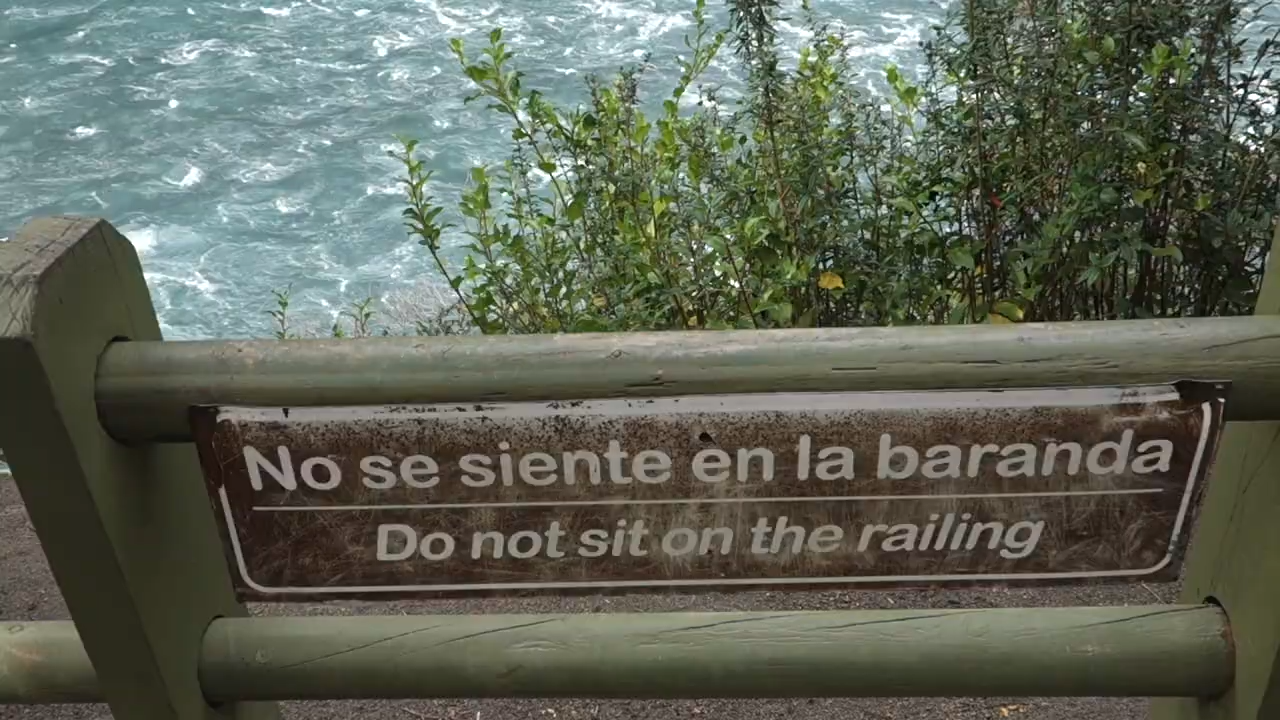 No se siente en la baranda
Do not sit on the railing